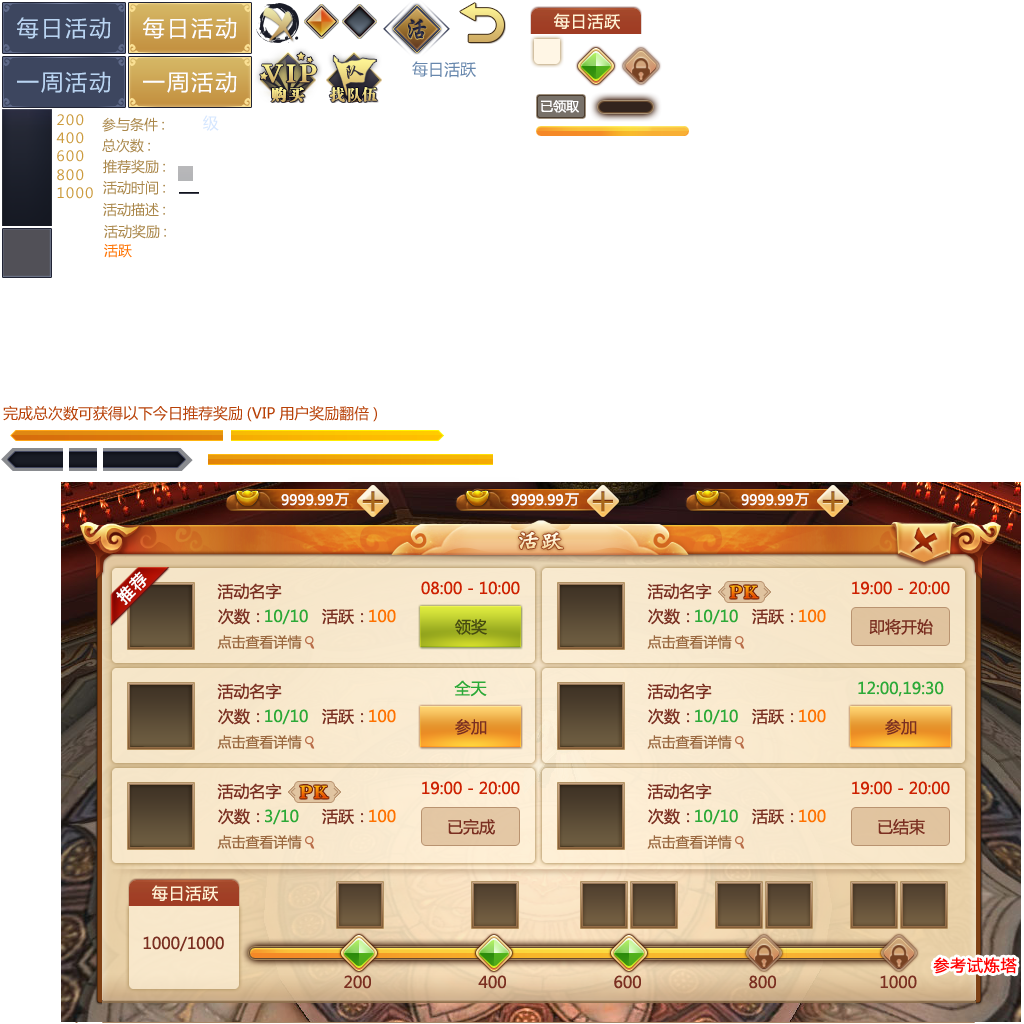 每日活动
每日活动
一周活动
一周活动
活
每日活跃
VIP
购买
队
找队伍
每日活跃
已领取
200
400
600
800
1000
参与条件 :
级
总次数 :
推荐奖励 :
活动时间 :
活动描述 :
活动奖励 :
活跃
完成总次数可获得以下今日推荐奖励 (VIP 用户奖励翻倍 )
9999.99万
9999.99万
9999.99万
活跃
推荐
活动名字
08:00 - 10:00
次数 : 10/10 活跃 : 100
领奖
点击查看详情
活动名字 PK
19:00 - 20:00
次数 : 10/10 活跃 : 100
即将开始
点击查看详情
活动名字
全天
次数 : 10/10 活跃 : 100
参加
点击查看详情
活动名字
12:00,19:30
次数 : 10/10 活跃 : 100
参加
点击查看详情
活动名字 PK
19:00 - 20:00
次数 : 3/10 活跃 : 100
已完成
点击查看详情
活动名字
19:00 - 20:00
次数 : 10/10 活跃 : 100
已结束
点击查看详情
每日活跃
1000/1000
200
400
600
800
1000
参考试炼塔